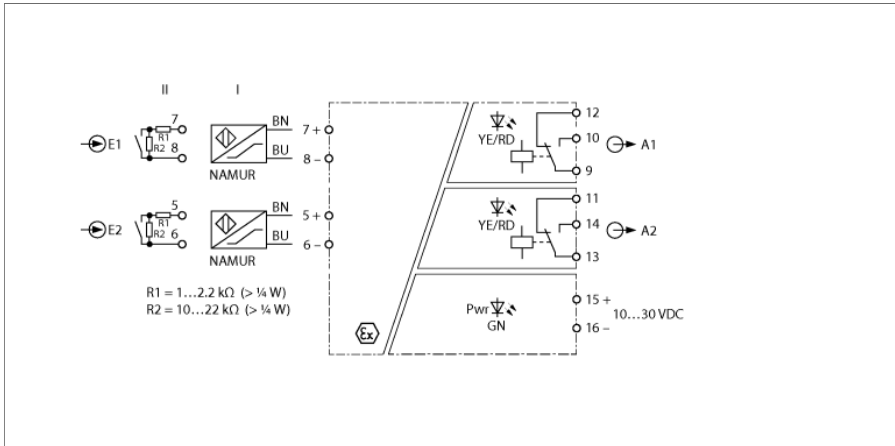 II I
E1 7 R1 R2 8 NAMUR BN 7 + BU 8 –
YE/RD 12 10 9 A1
E2 5 R1 R2 6 NAMUR BN 5 + BU 6 –
YE/RD 11 14 13 A2
R1 = 1...2.2 kΩ (> ¼ W)
R2 = 10...22 kΩ (> ¼ W)
Ex
Pwr GN
15 +
16 –
10...30 VDC